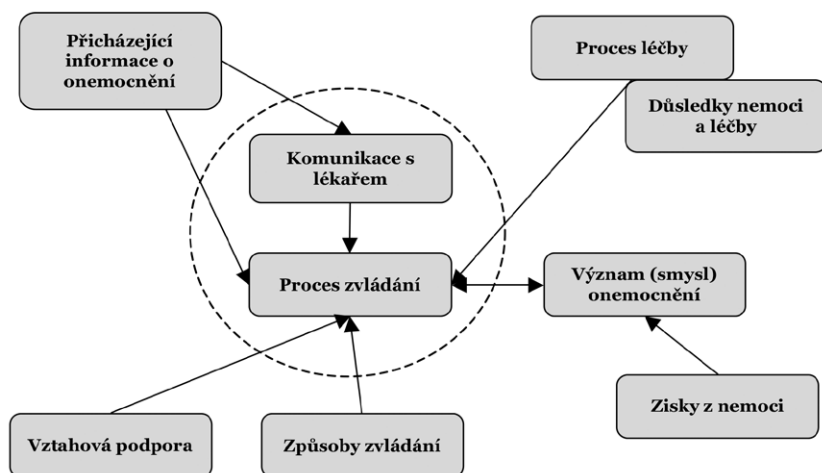 Přicházející
informace o
onemocnění
Proces léčby
Důsledky nemoci
a léčby
Komunikace s
lékařem
Proces zvládání
Význam (smysl)
onemocnění
Zisky z nemoci
Vztahová podpora
Způsoby zvládání